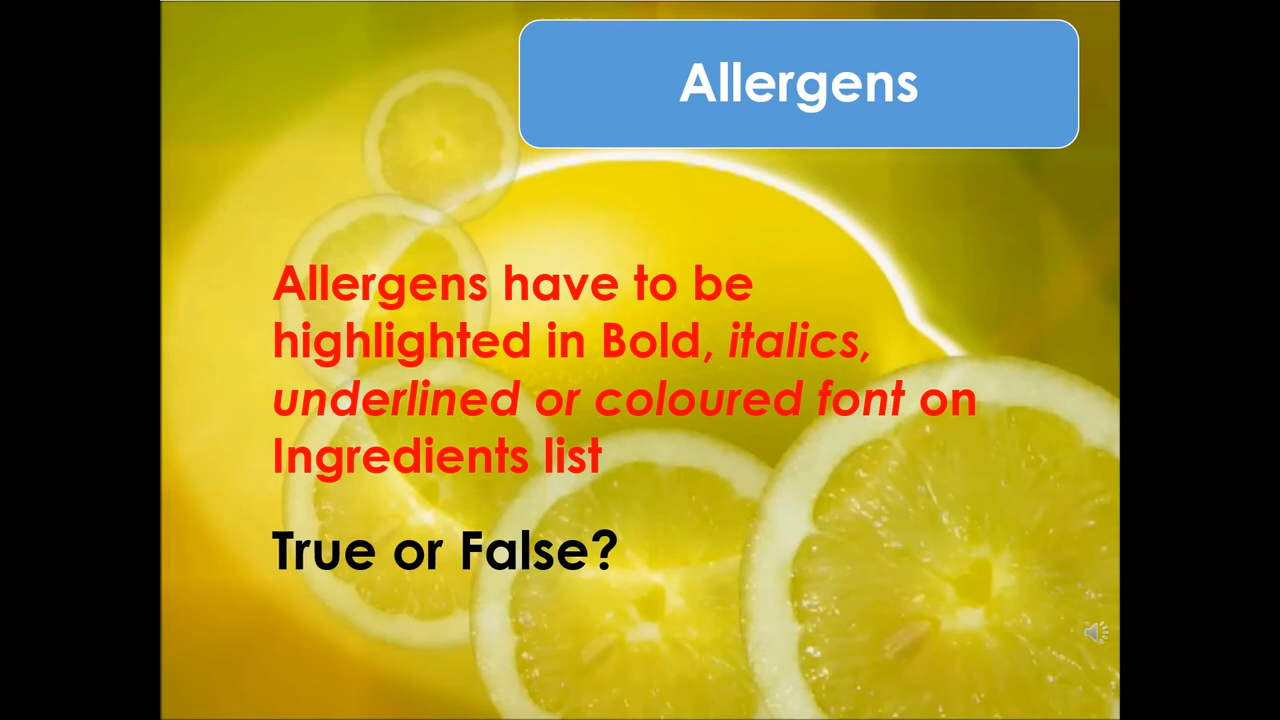 Allergens
Allergens have to be
highlighted in Bold, italics,
underlined or coloured font on
Ingredients list
True or False?